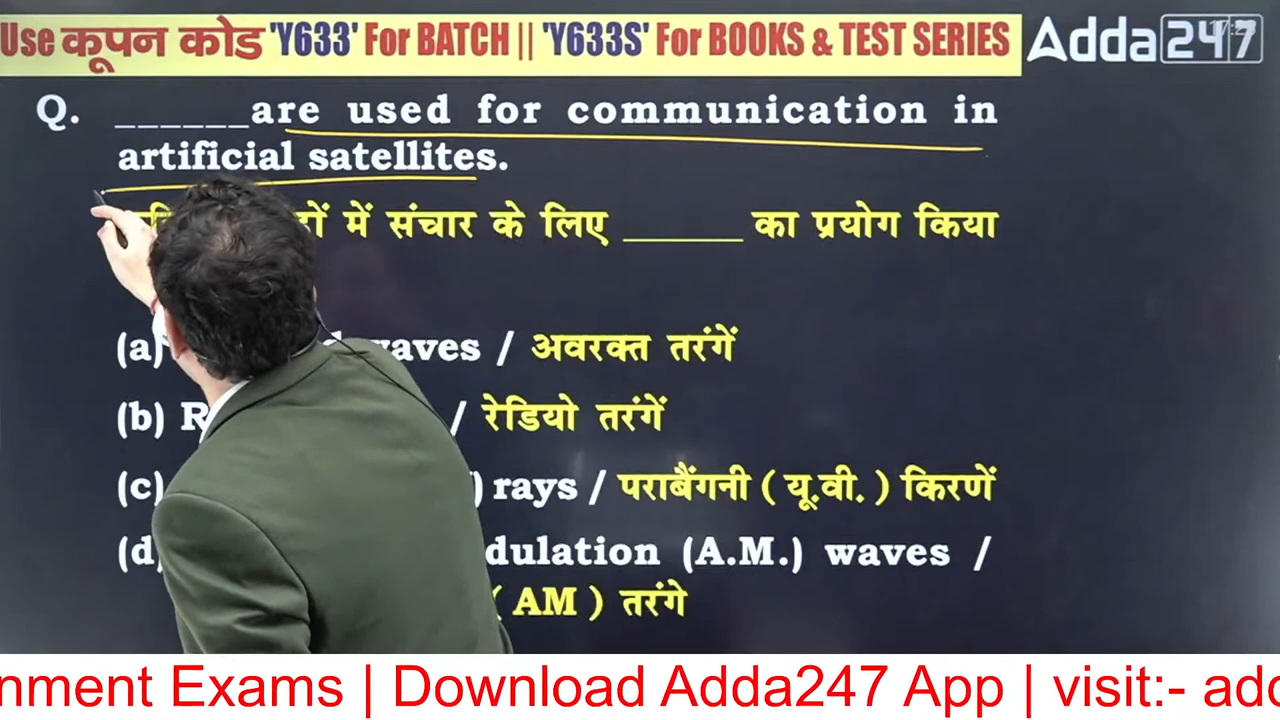 Use कूपन कोड 'Y633' For BATCH || 'Y633S' For BOOKS & TEST SERIES Adda247
Q. ______are used for communication in
artificial satellites.
में संचार के लिए ______ का प्रयोग किया
(a) waves / अवरक्त तरंगें
(b) R / रेडियो तरंगें
(c) ) rays / पराबैंगनी ( यू.वी. ) किरणें
(d) dulation (A.M.) waves /
( AM ) तरंगे
nment Exams | Download Adda247 App | visit:- add